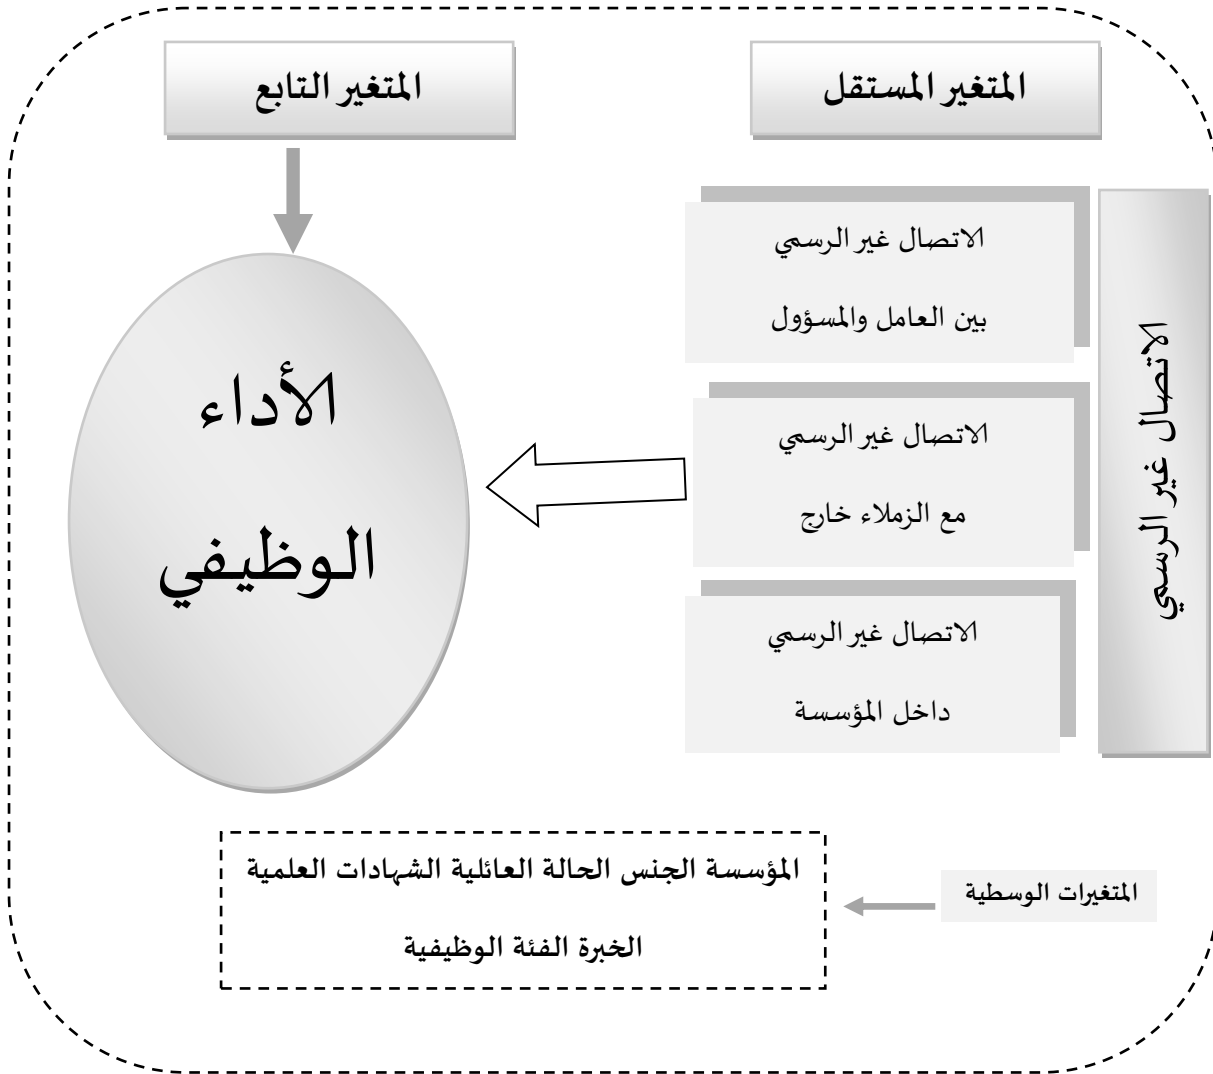 المتغير المستقل
المتغير التابع
الاتصال غير الرسمي
الاتصال غير الرسمي
بين العامل والمسؤول
الاتصال غير الرسمي
مع الزملاء خارج
الاتصال غير الرسمي
داخل المؤسسة
الأداء
الوظيفي
المتغيرات الوسطية
المؤسسة الجنس الحالة العائلية الشهادات العلمية
الخبرة الفئة الوظيفية